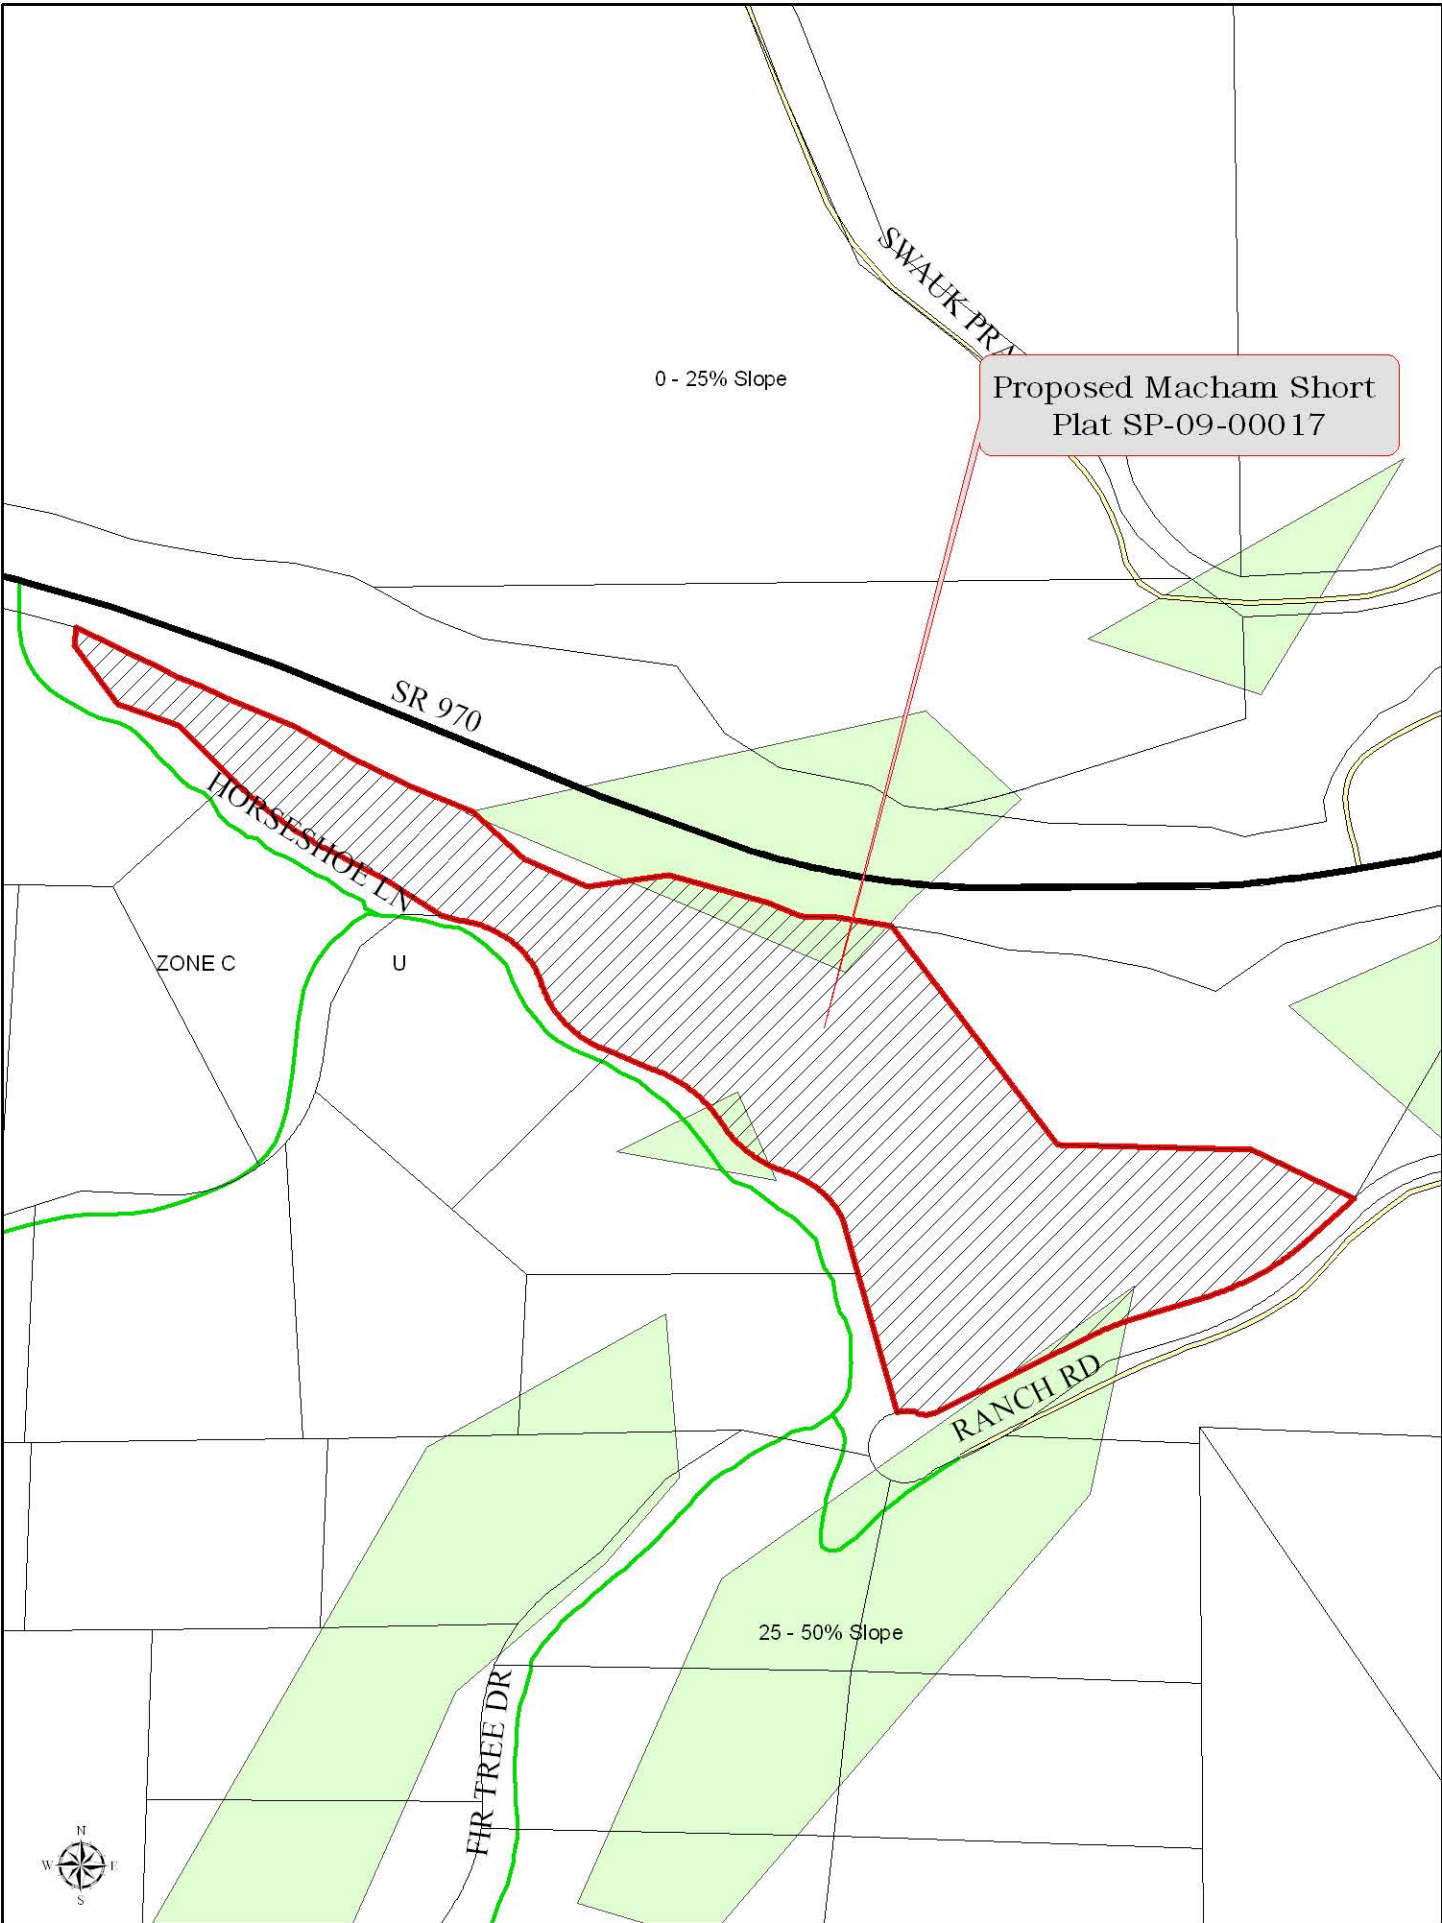 SWAUK PRA
0 - 25% Slope
Proposed Macham Short
Plat SP-09-00017
SR 970
HORSESHOE LN
ZONE C
U
RANCH RD
25 - 50% Slope
FIR TREE DR
N
W E
S